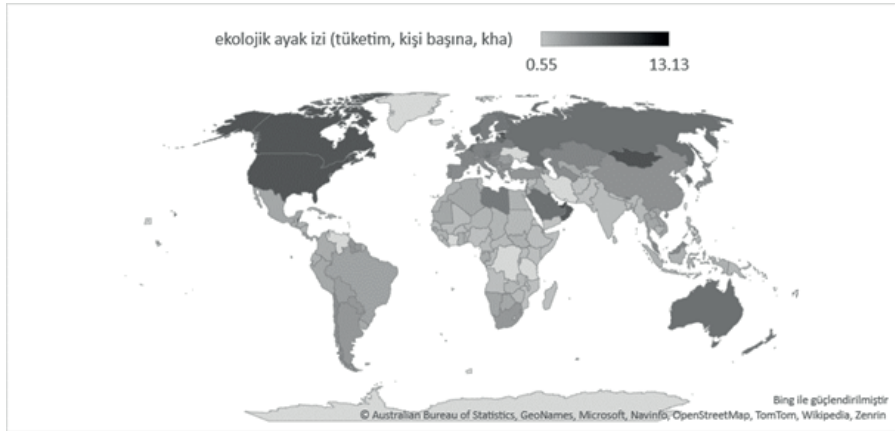 ekolojik ayak izi (tüketim, kişi başına, kha)
0.55 13.13
Bing ile güçlendirilmiştir
© Australian Bureau of Statistics, GeoNames, Microsoft, Navinfo, OpenStreetMap, TomTom, Wikipedia, Zenrin